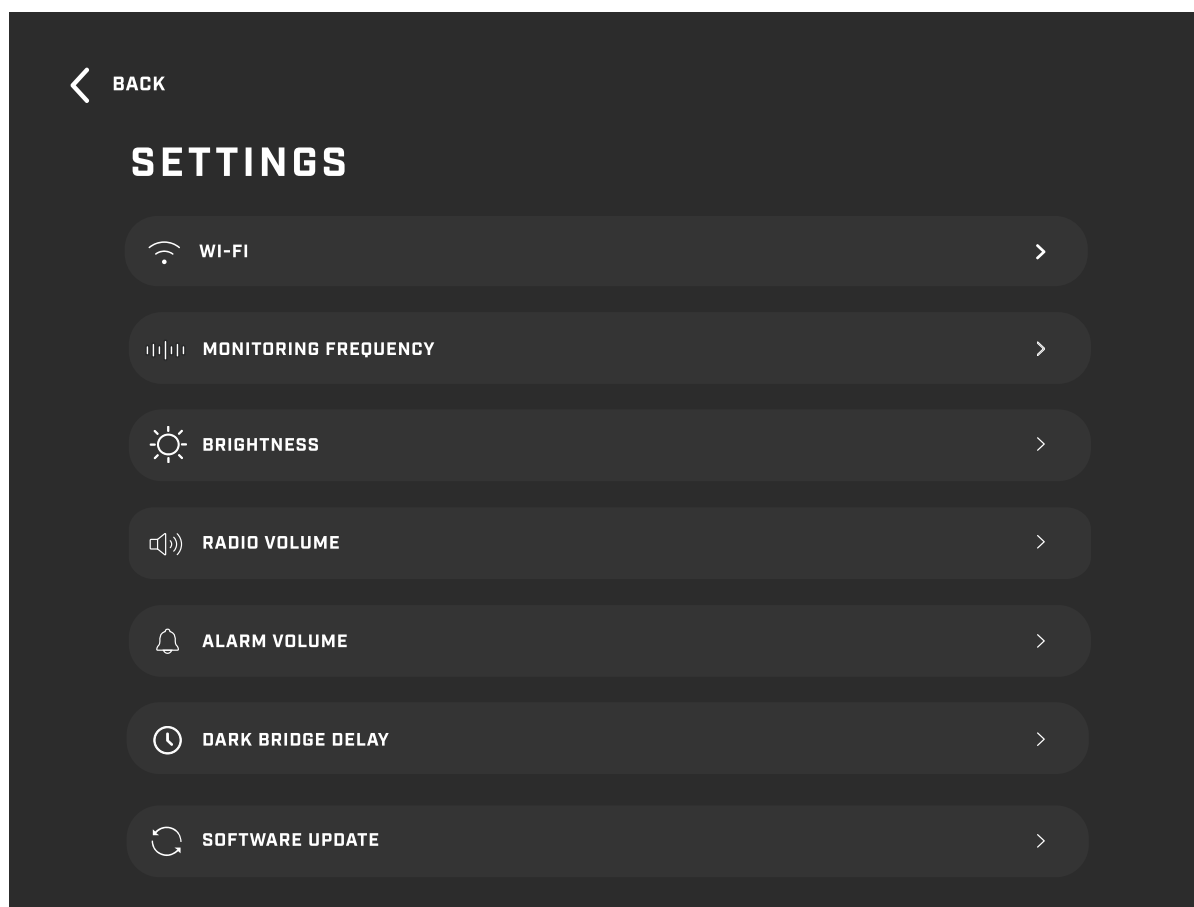 BACK
SETTINGS
WI-FI
MONITORING FREQUENCY
BRIGHTNESS
RADIO VOLUME
ALARM VOLUME
DARK BRIDGE DELAY
SOFTWARE UPDATE